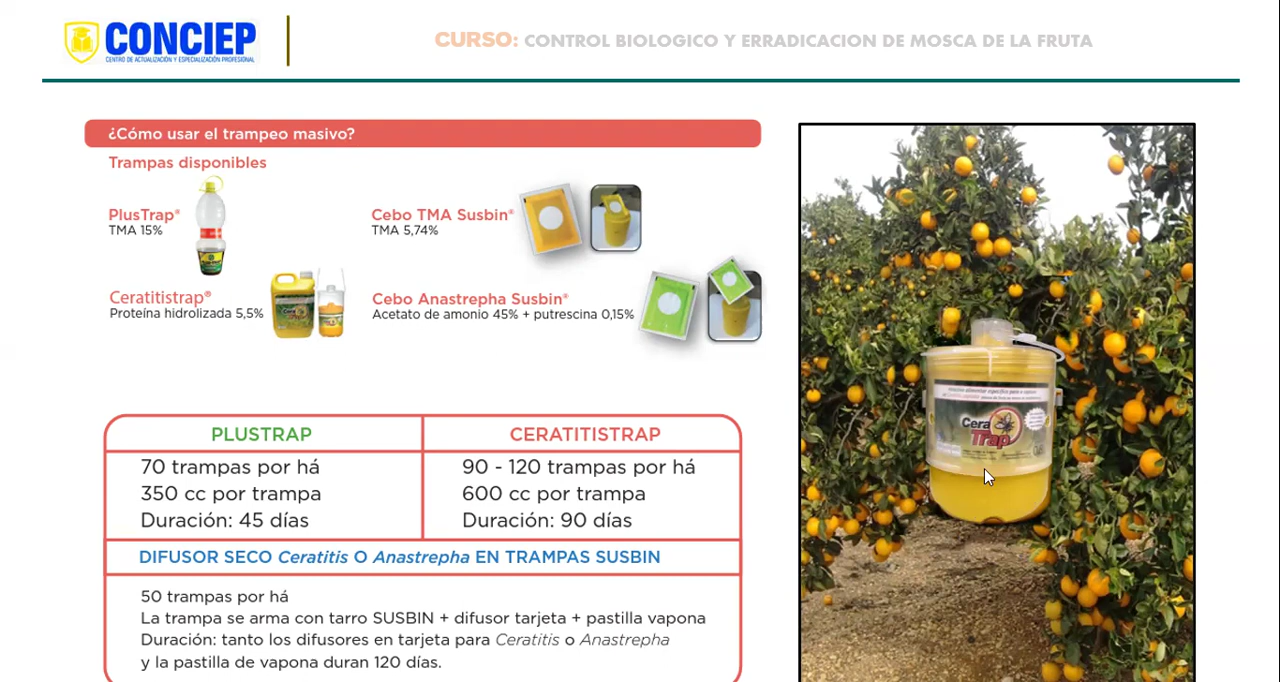 CONCIEP
CENTRO DE ACTUALIZACIÓN Y ESPECIALIZACIÓN PROFESIONAL
CURSO: CONTROL BIOLOGICO Y ERRADICACION DE MOSCA DE LA FRUTA
¿Cómo usar el trampeo masivo?
Trampas disponibles
PlusTrap®
TMA 15%
Cebo TMA Susbin®
TMA 5,74%
Ceratitistrap®
Proteína hidrolizada 5,5%
Cebo Anastrepha Susbin®
Acetato de amonio 45% + putrescina 0,15%
PLUSTRAP
CERATITISTRAP
70 trampas por há
350 cc por trampa
Duración: 45 días
90 - 120 trampas por há
600 cc por trampa
Duración: 90 días
DIFUSOR SECO Ceratitis O Anastrepha EN TRAMPAS SUSBIN
50 trampas por há
La trampa se arma con tarro SUSBIN + difusor tarjeta + pastilla vapona
Duración: tanto los difusores en tarjeta para Ceratitis o Anastrepha
y la pastilla de vapona duran 120 días.
Cera
Trap